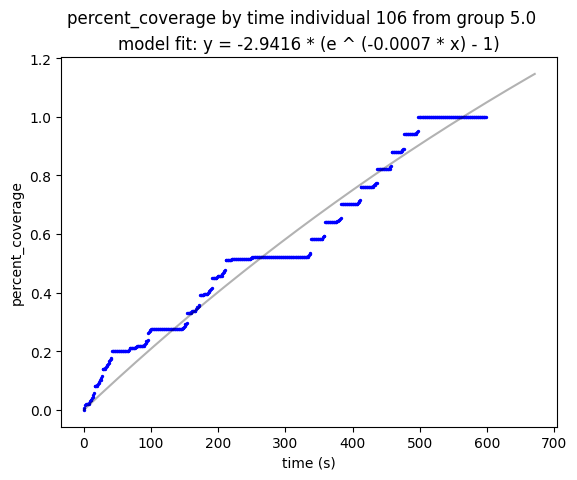 percent_coverage by time individual 106 from group 5.0
model fit: y = -2.9416 * (e ^ (-0.0007 * x) - 1)
1.2
1.0
0.8
0.6
0.4
0.2
0.0
percent_coverage
0 100 200 300 400 500 600 700
time (s)